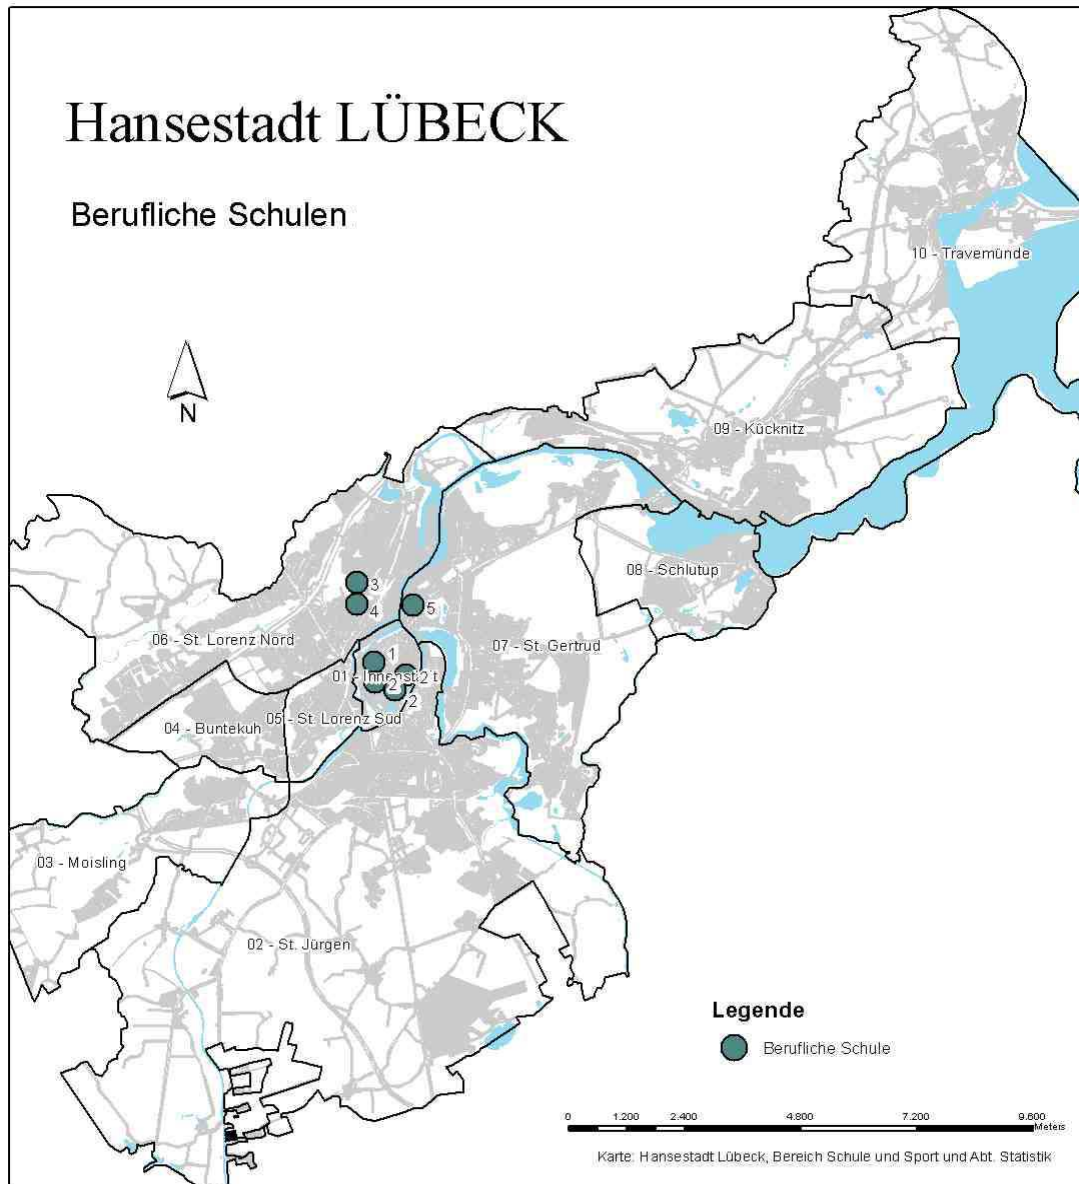 Hansestadt LÜBECK
Berufliche Schulen
10 - Travemünde
N
09 - Kücknitz
08 - Schlutup
3
4
5
06 - St. Lorenz Nord
07 - St. Gertrud
1
01 - Innenstadt
2
2
2
05 - St. Lorenz Süd
04 - Buntekuh
03 - Moisling
02 - St. Jürgen
Legende
Berufliche Schule
0 1.200 2.400 4.800 7.200 9.600
Meters
Karte: Hansestadt Lübeck, Bereich Schule und Sport und Abt. Statistik